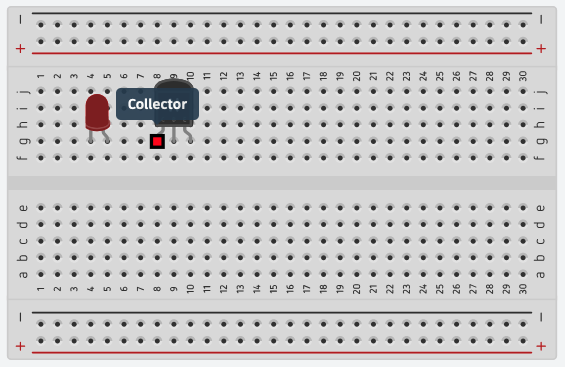 — —
+ +
1 2 3 4 5 6 7 8 9 10 11 12 13 14 15 16 17 18 19 20 21 22 23 24 25 26 27 28 29 30
j j
i Collector i
h h
g g
f f
e e
d d
c c
b b
a a
1 2 3 4 5 6 7 8 9 10 11 12 13 14 15 16 17 18 19 20 21 22 23 24 25 26 27 28 29 30
— —
+ +